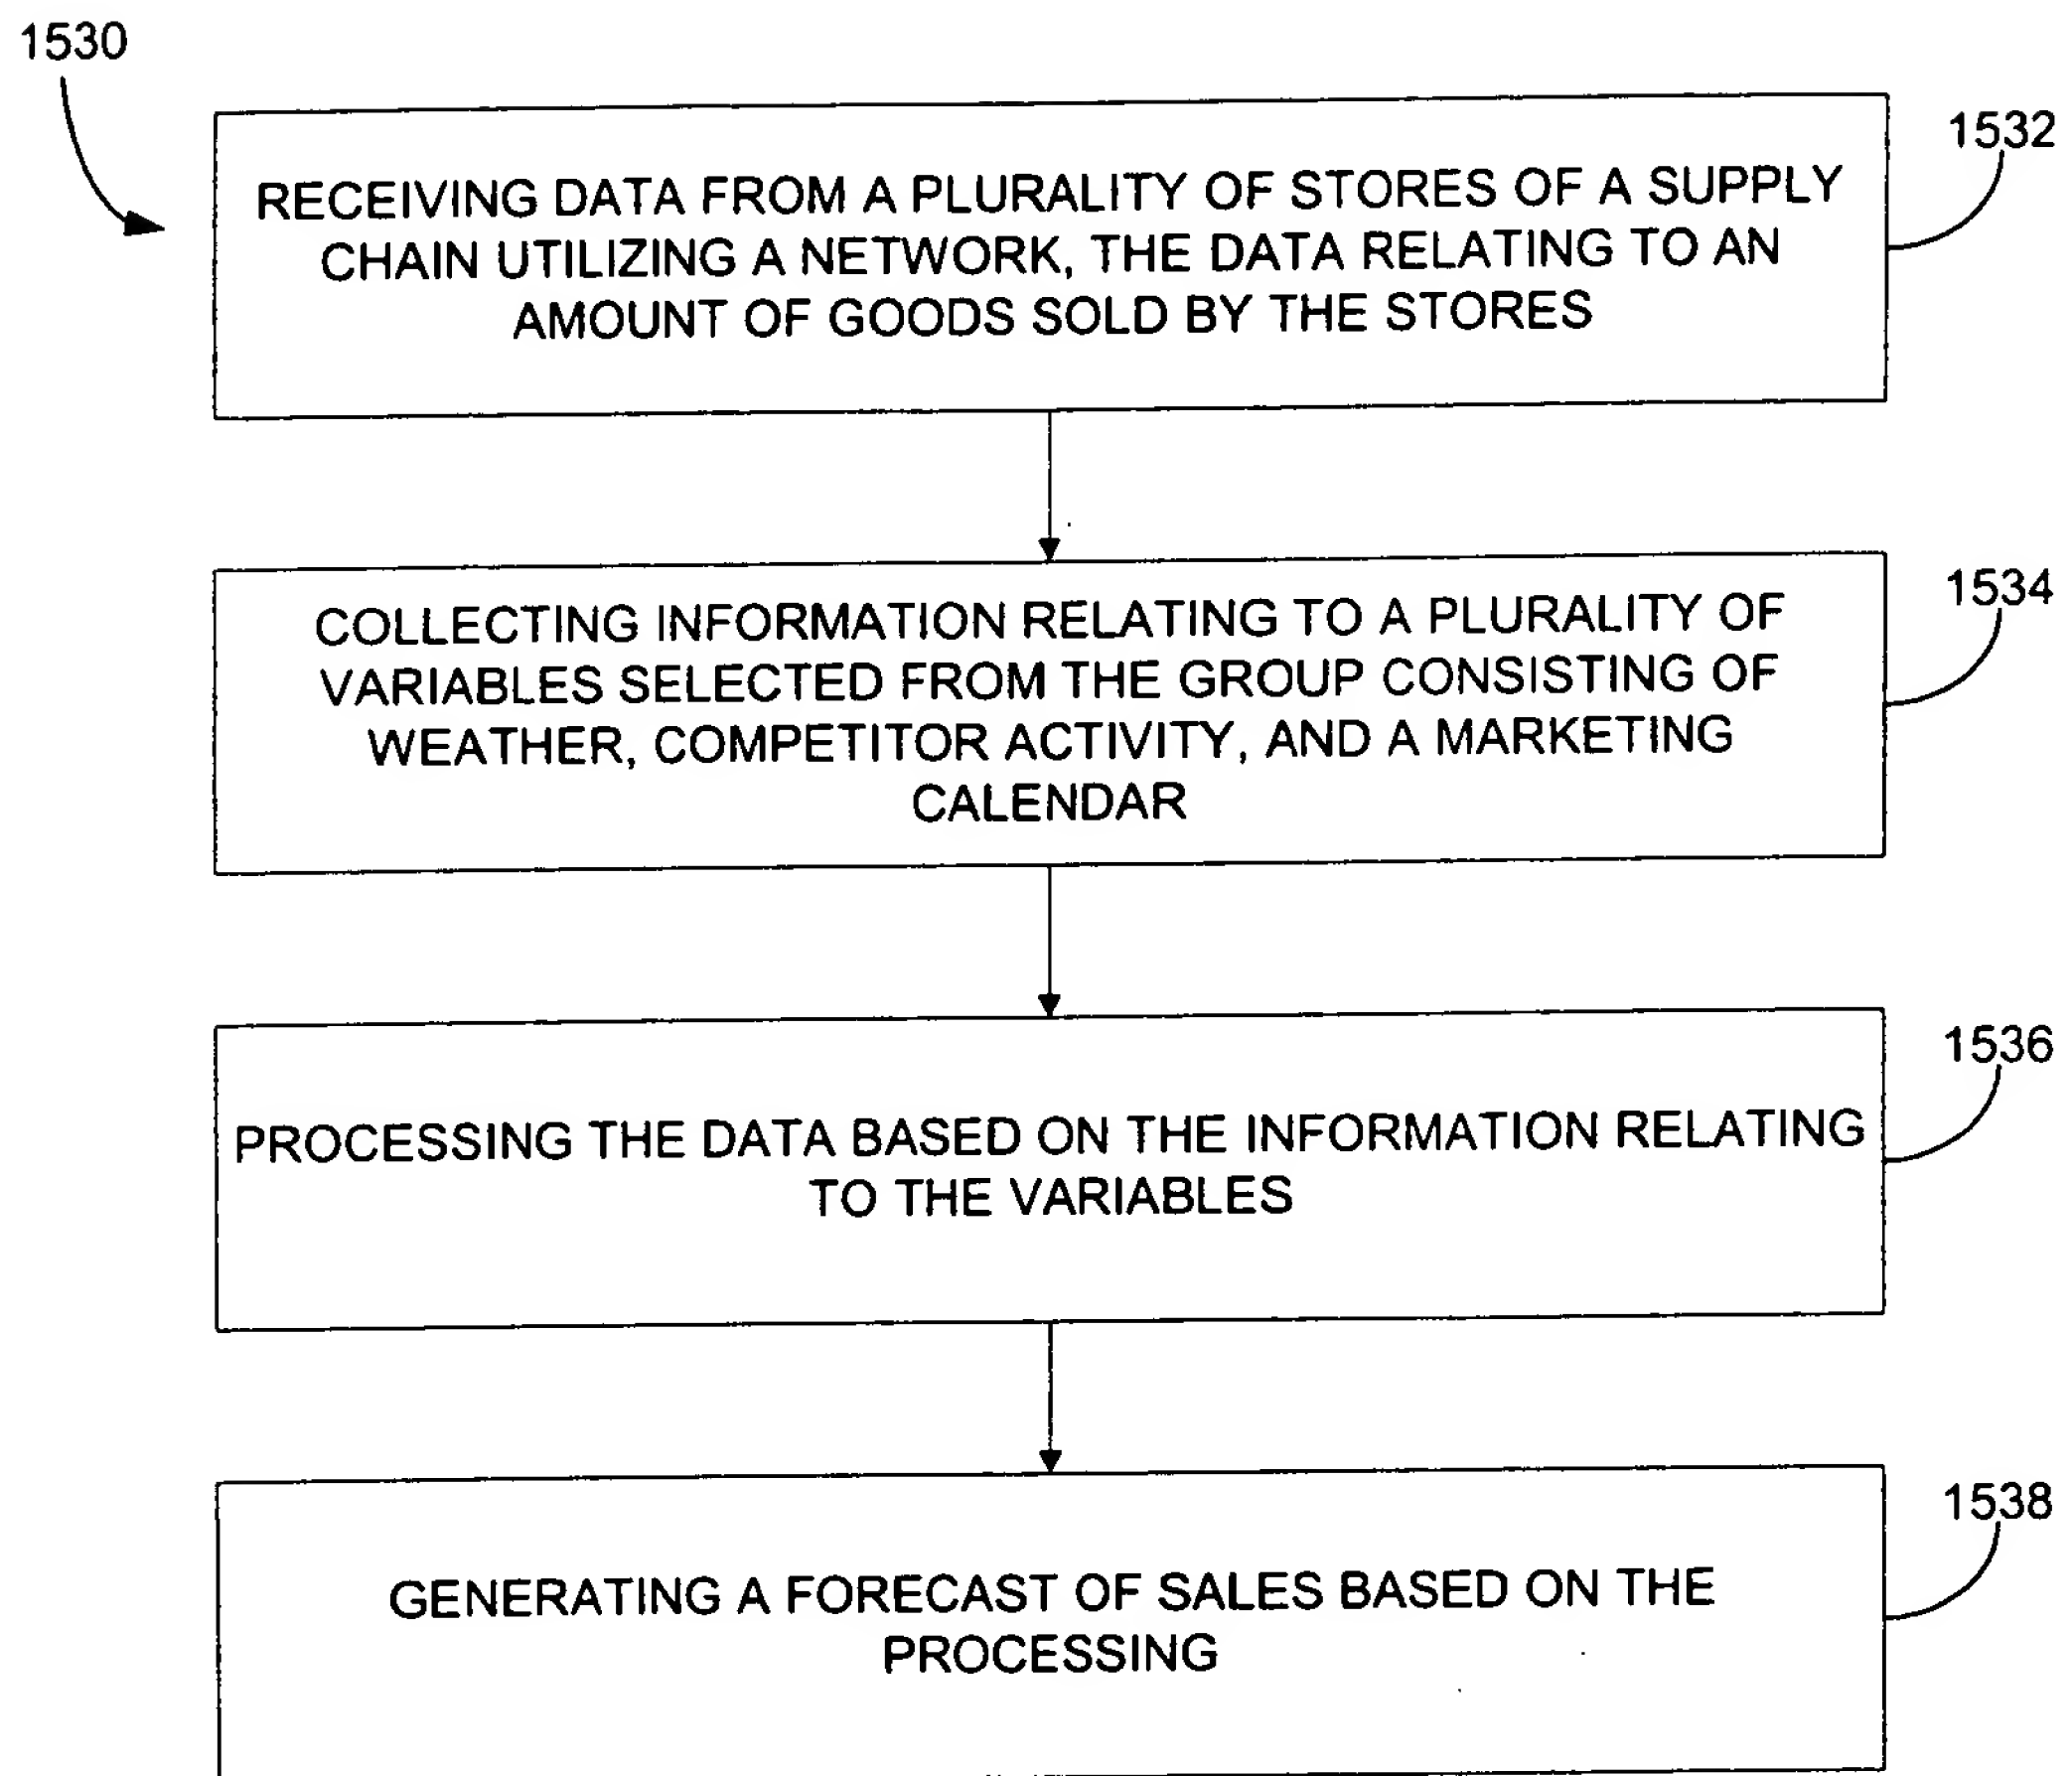 1530
1532
RECEIVING DATA FROM A PLURALITY OF STORES OF A SUPPLY
CHAIN UTILIZING A NETWORK, THE DATA RELATING TO AN
AMOUNT OF GOODS SOLD BY THE STORES
1534
COLLECTING INFORMATION RELATING TO A PLURALITY OF
VARIABLES SELECTED FROM THE GROUP CONSISTING OF
WEATHER, COMPETITOR ACTIVITY, AND A MARKETING
CALENDAR
1536
PROCESSING THE DATA BASED ON THE INFORMATION RELATING
TO THE VARIABLES
1538
GENERATING A FORECAST OF SALES BASED ON THE
PROCESSING